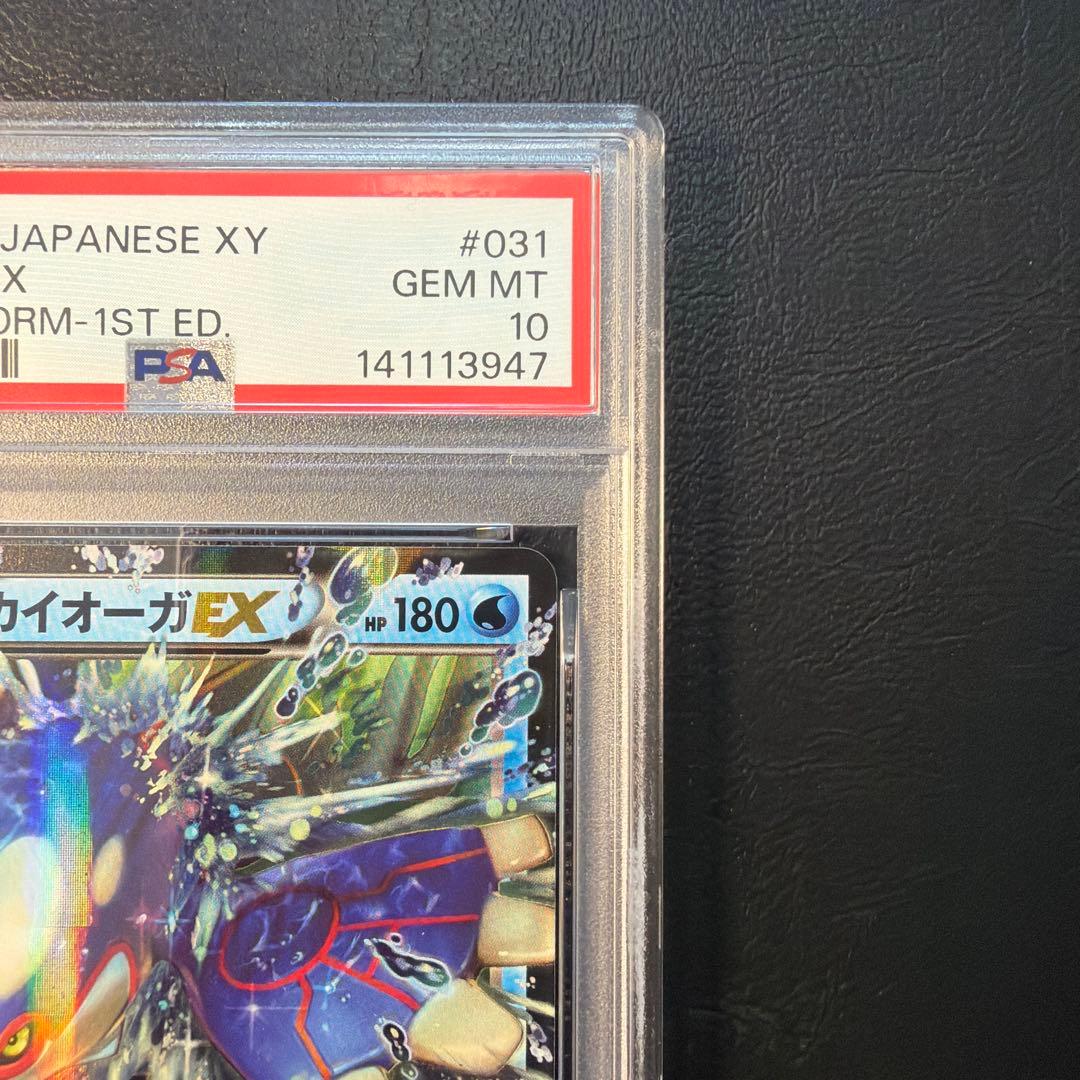 JAPANESE XY #031
X GEM MT
ORM-1ST ED. 10
PSA 141113947
カイオーガEX HP 180